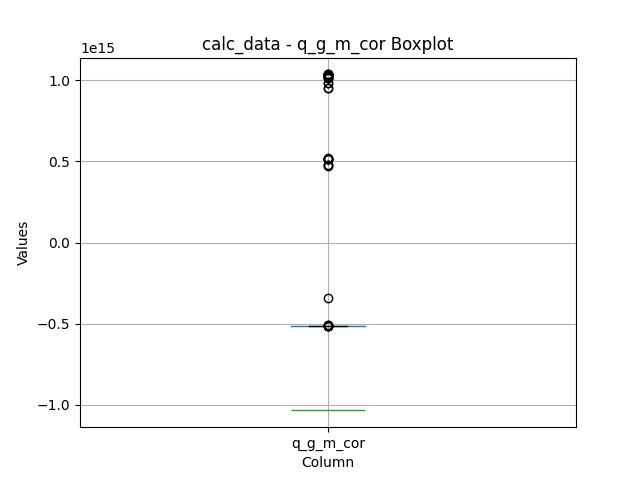 calc_data - q_g_m_cor Boxplot
1e15
1.0
0.5
0.0
−0.5
−1.0
Values
q_g_m_cor
Column